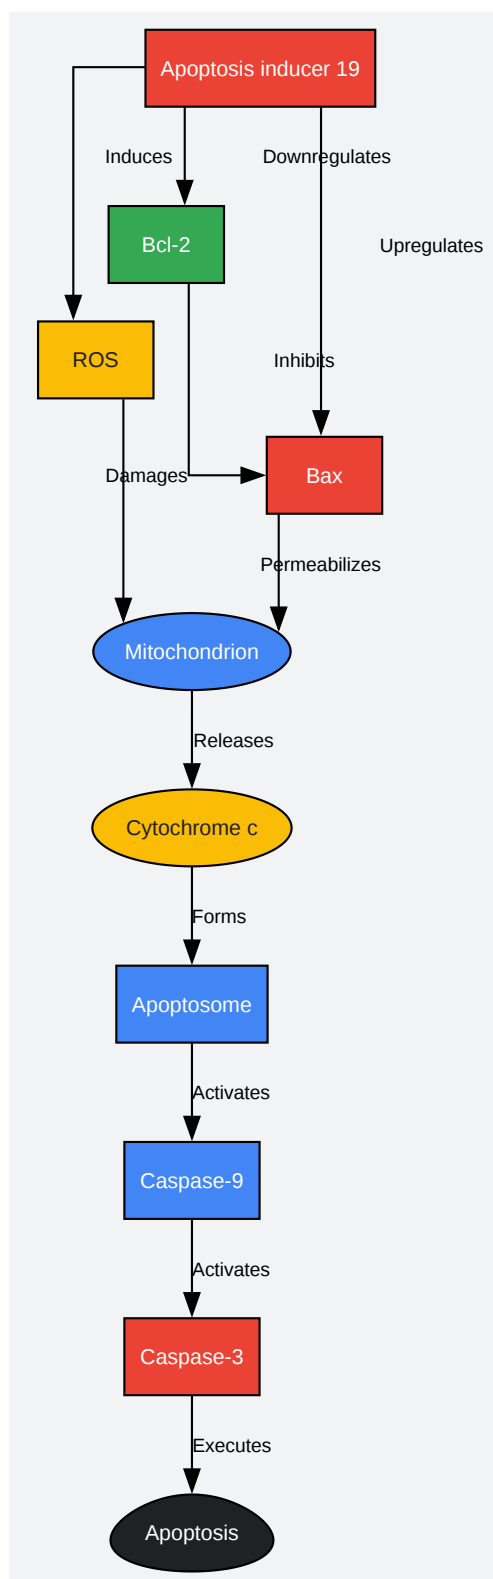 Apoptosis inducer 19
Induces
Downregulates
Bcl-2
Upregulates
ROS
Inhibits
Damages
Bax
Permeabilizes
Mitochondrion
Releases
Cytochrome c
Forms
Apoptosome
Activates
Caspase-9
Activates
Caspase-3
Executes
Apoptosis